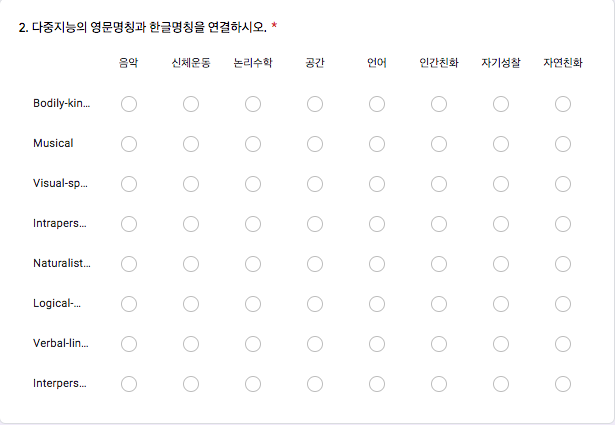 2. 다중지능의 영문명칭과 한글명칭을 연결하시오. *
음악 신체운동 논리수학 공간 언어 인간친화 자기성찰 자연친화
Bodily-kin...
Musical
Visual-sp...
Intrapers...
Naturalist...
Logical-...
Verbal-lin...
Interpers...